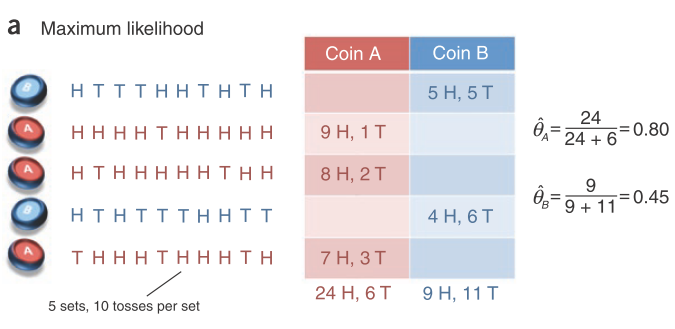 a Maximum likelihood
Coin A Coin B
B H T T T H H T H T H 5 H, 5 T
A H H H H T H H H H H 9 H, 1 T
A H T H H H H H T H H 8 H, 2 T
B H T H T T T H H T T 4 H, 6 T
A T H H H T H H H T H 7 H, 3 T
24 H, 6 T 9 H, 11 T
5 sets, 10 tosses per set
θ̂A = 24 / (24 + 6) = 0.80
θ̂B = 9 / (9 + 11) = 0.45